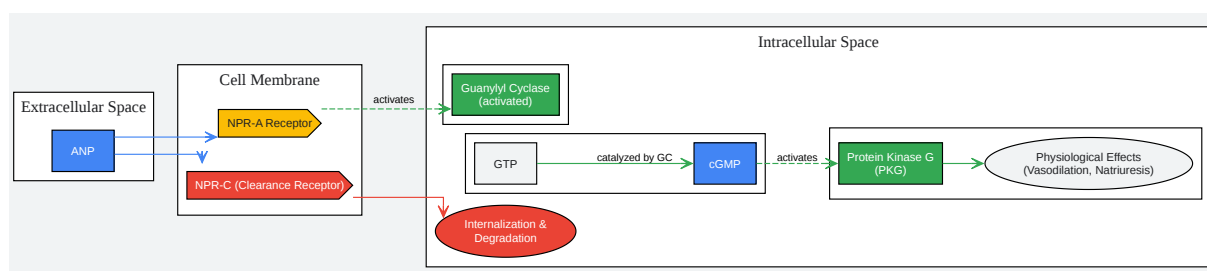 Intracellular Space
Cell Membrane
Extracellular Space
ANP
NPR-A Receptor
NPR-C (Clearance Receptor)
activates
Guanylyl Cyclase
(activated)
GTP
catalyzed by GC
cGMP
activates
Protein Kinase G
(PKG)
Physiological Effects
(Vasodilation, Natriuresis)
Internalization &
Degradation